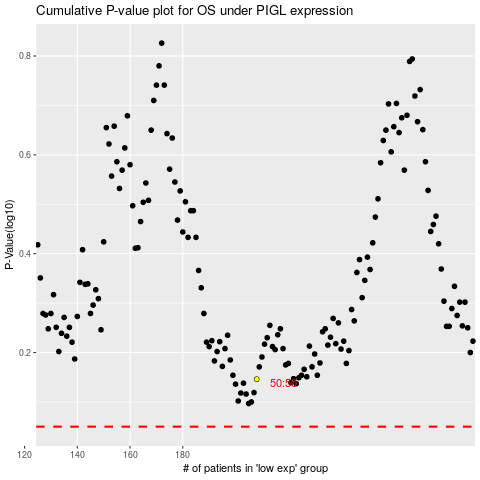 Cumulative P-value plot for OS under PIGL expression
P-Value(log10)
0.8
0.6
0.4
0.2
50:50
120 140 160 180
# of patients in 'low exp' group